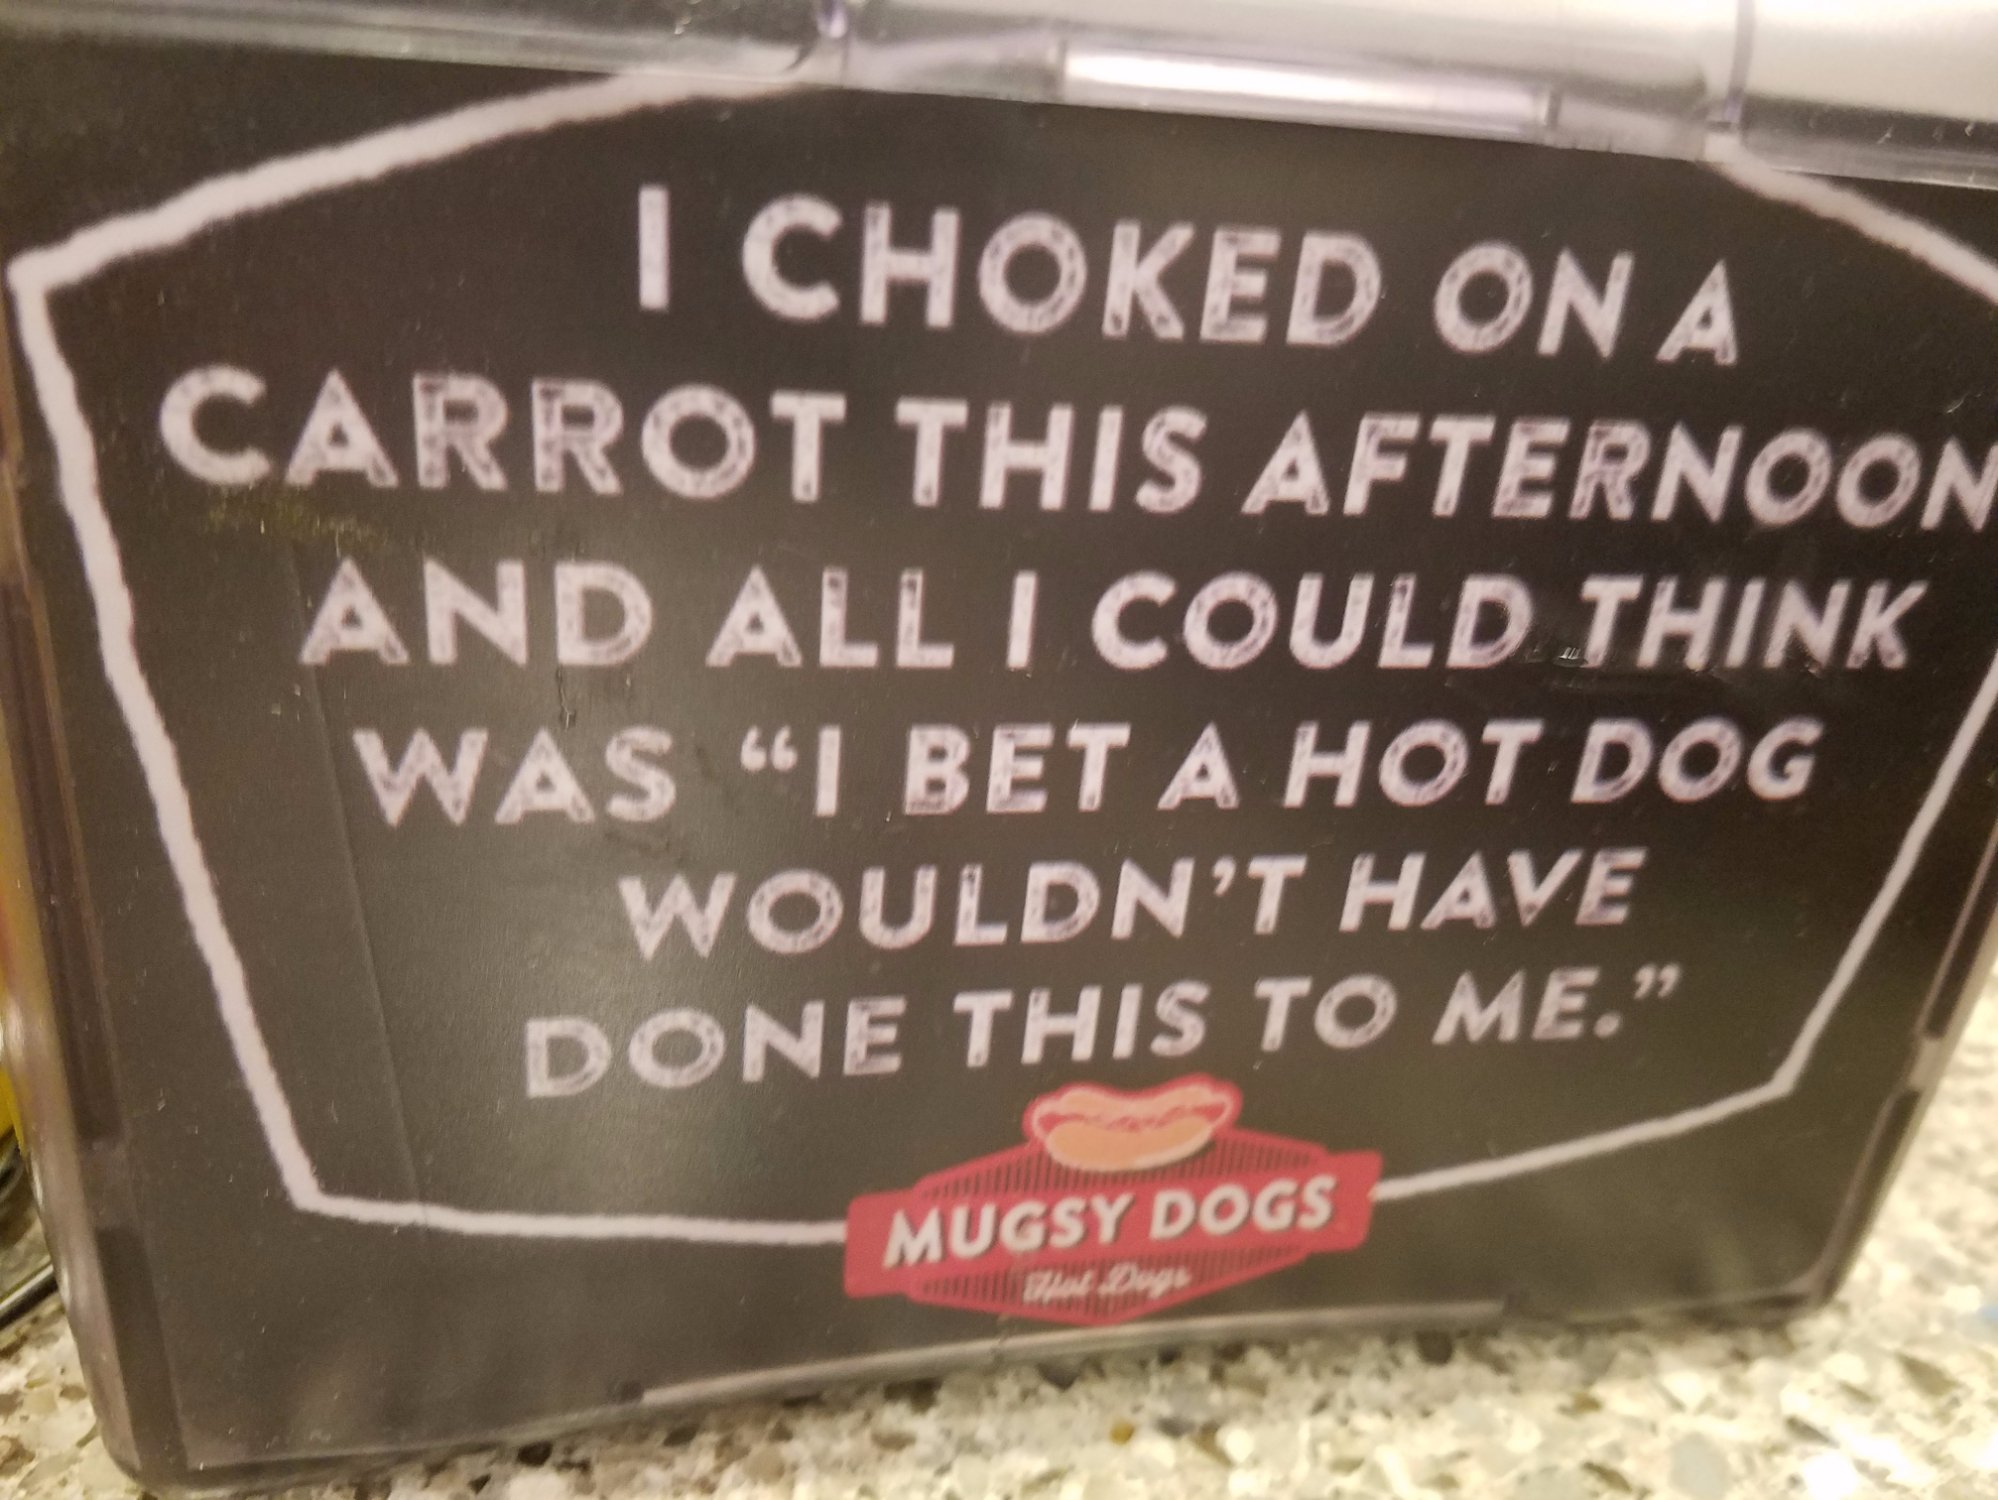 I CHOKED ON A
CARROT THIS AFTERNOON
AND ALL I COULD THINK
WAS “I BET A HOT DOG
WOULDN’T HAVE
DONE THIS TO ME.”
MUGSY DOGS
Hot Dogs